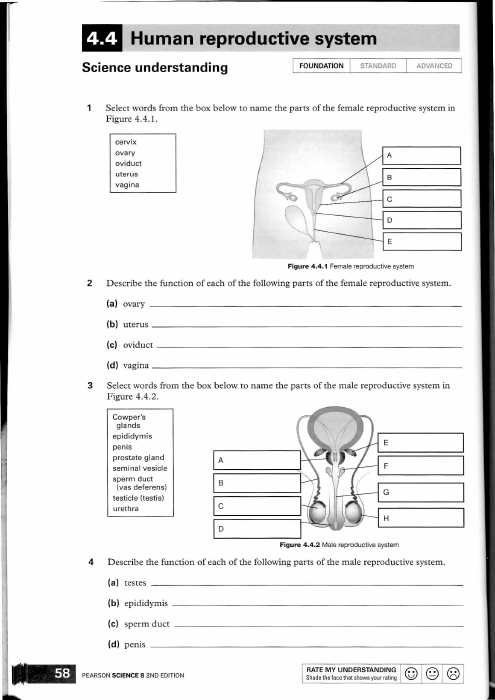 4.4 Human reproductive system
Science understanding
FOUNDATION STANDARD ADVANCED
1 Select words from the box below to name the parts of the female reproductive system in
Figure 4.4.1.
cervix
ovary
oviduct
uterus
vagina
A
B
C
D
E
Figure 4.4.1 Female reproductive system
2 Describe the function of each of the following parts of the female reproductive system.
(a) ovary
(b) uterus
(c) oviduct
(d) vagina
3 Select words from the box below to name the parts of the male reproductive system in
Figure 4.4.2.
Cowper's
glands
epididymis
penis
prostate gland
seminal vesicle
sperm duct
(vas deferens)
testicle (testis)
urethra
A
B
C
D
E
F
G
H
Figure 4.4.2 Male reproductive system
4 Describe the function of each of the following parts of the male reproductive system.
(a) testes
(b) epididymis
(c) sperm duct
(d) penis
58 PEARSON SCIENCE 8 2ND EDITION
RATE MY UNDERSTANDING
Shade the face that shows your rating